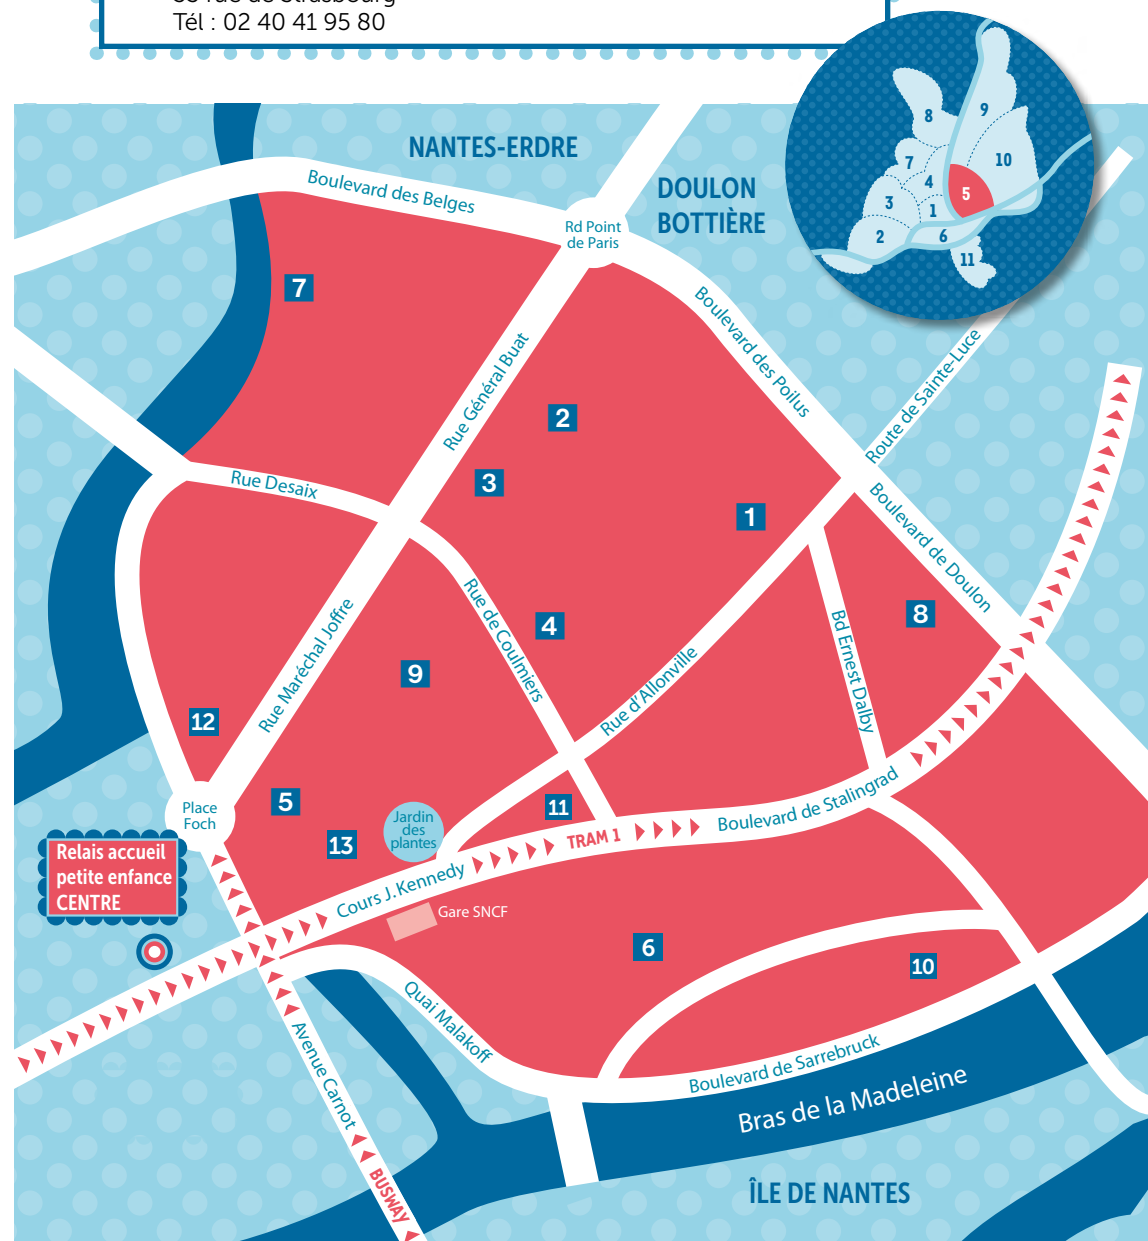 Tél : 02 40 41 95 80
NANTES-ERDRE
DOULON
BOTTIÈRE
8
9
7
10
4
5
3
1
2
6
11
Boulevard des Belges
Rd Point
de Paris
7
Boulevard des Poilus
Route de Sainte-Luce
Rue Général Buat
2
3
Rue Desaix
1
Boulevard de Doulon
Rue de Coulmiers
4
8
Bd Ernest Dalby
Rue Maréchal Joffre
9
Rue d'Allonville
12
Place
Foch
5
Jardin
des
plantes
11
13
TRAM 1
Boulevard de Stalingrad
Relais accueil
petite enfance
CENTRE
Cours J. Kennedy
Gare SNCF
6
10
Quai Malakoff
Avenue Carnot
Boulevard de Sarrebruck
Bras de la Madeleine
BUSWAY
ÎLE DE NANTES